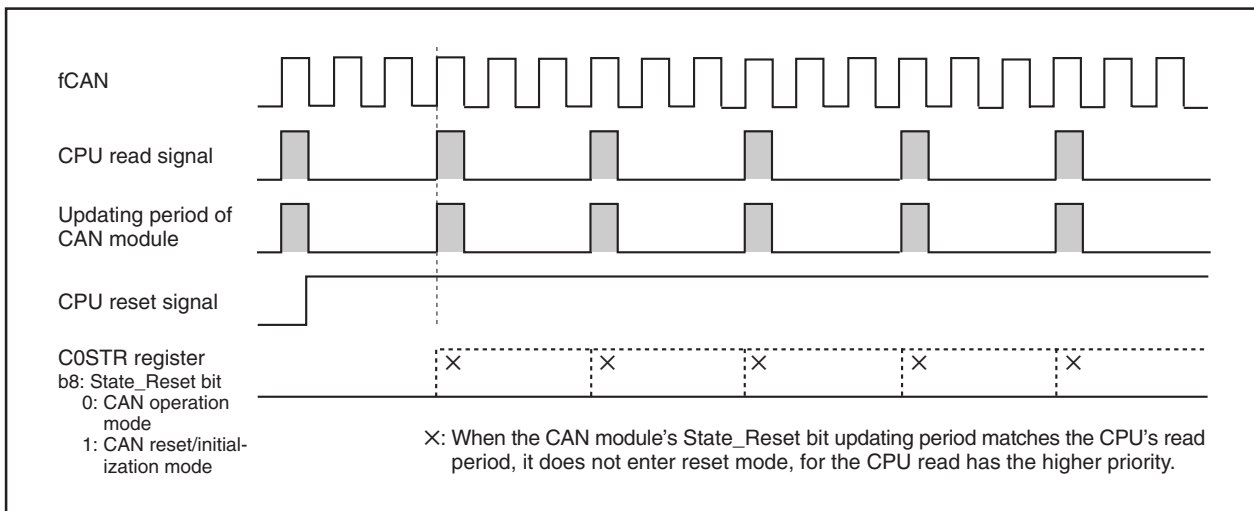 fCAN
CPU read signal
Updating period of
CAN module
CPU reset signal
C0STR register
b8: State_Reset bit
0: CAN operation
mode
1: CAN reset/initial-
ization mode
×: When the CAN module's State_Reset bit updating period matches the CPU's read
period, it does not enter reset mode, for the CPU read has the higher priority.